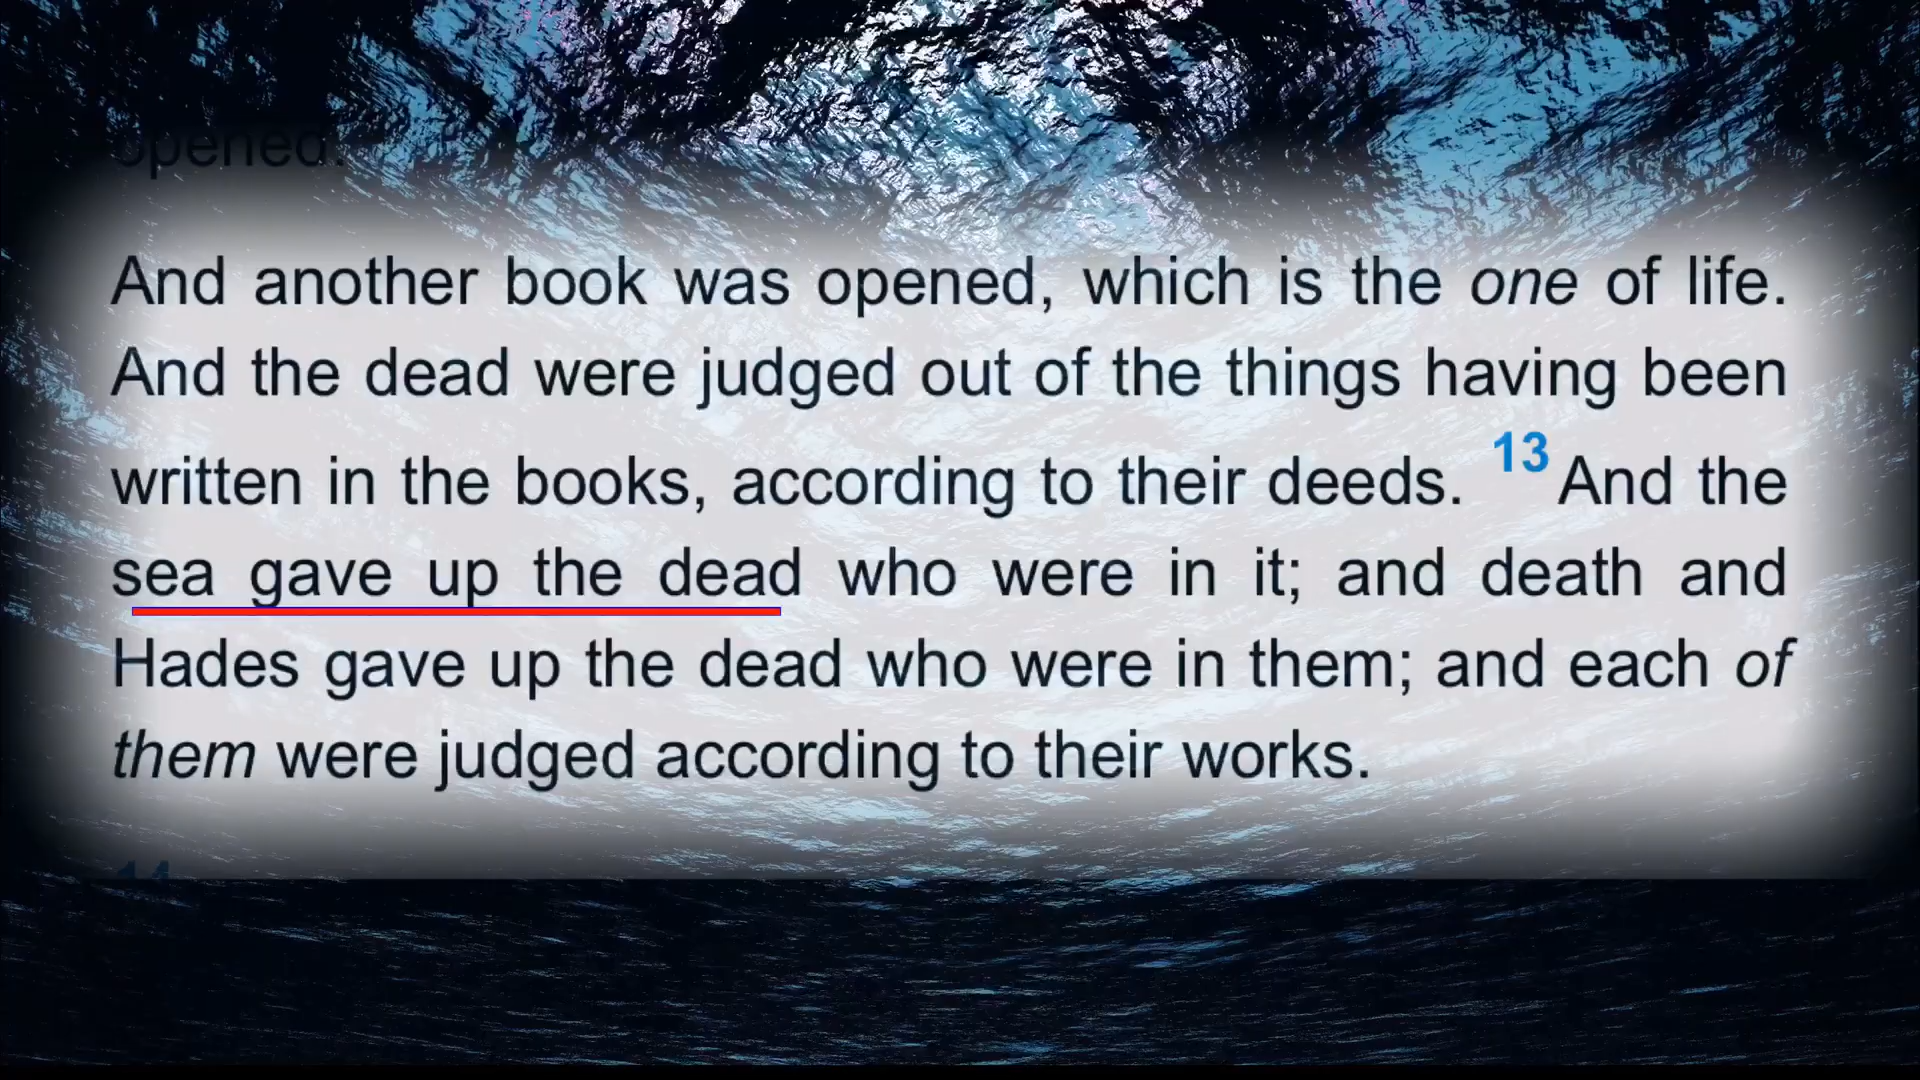 opened.
And another book was opened, which is the one of life.
And the dead were judged out of the things having been
written in the books, according to their deeds. 13 And the
sea gave up the dead who were in it; and death and
Hades gave up the dead who were in them; and each of
them were judged according to their works.
14